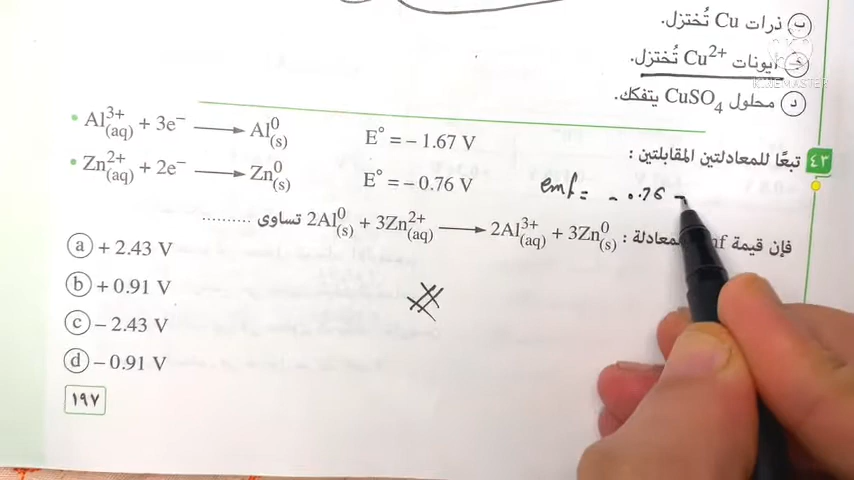 ب ذرات Cu تُختزل.
ج أيونات Cu²⁺ تُختزل.
KINEMASTER
د محلول CuSO₄ يتفكك.
٤٣ تبعًا للمعادلتين المقابلتين :
• Al³⁺(aq) + 3e⁻ ⟶ Al⁰(s) E° = – 1.67 V
• Zn²⁺(aq) + 2e⁻ ⟶ Zn⁰(s) E° = – 0.76 V
emf = - 0.76 -
فإن قيمة للمعادلة : 2Al⁰(s) + 3Zn²⁺(aq) ⟶ 2Al³⁺(aq) + 3Zn⁰(s) تساوى ..........
a + 2.43 V
b + 0.91 V
c – 2.43 V
d – 0.91 V
١٩٧